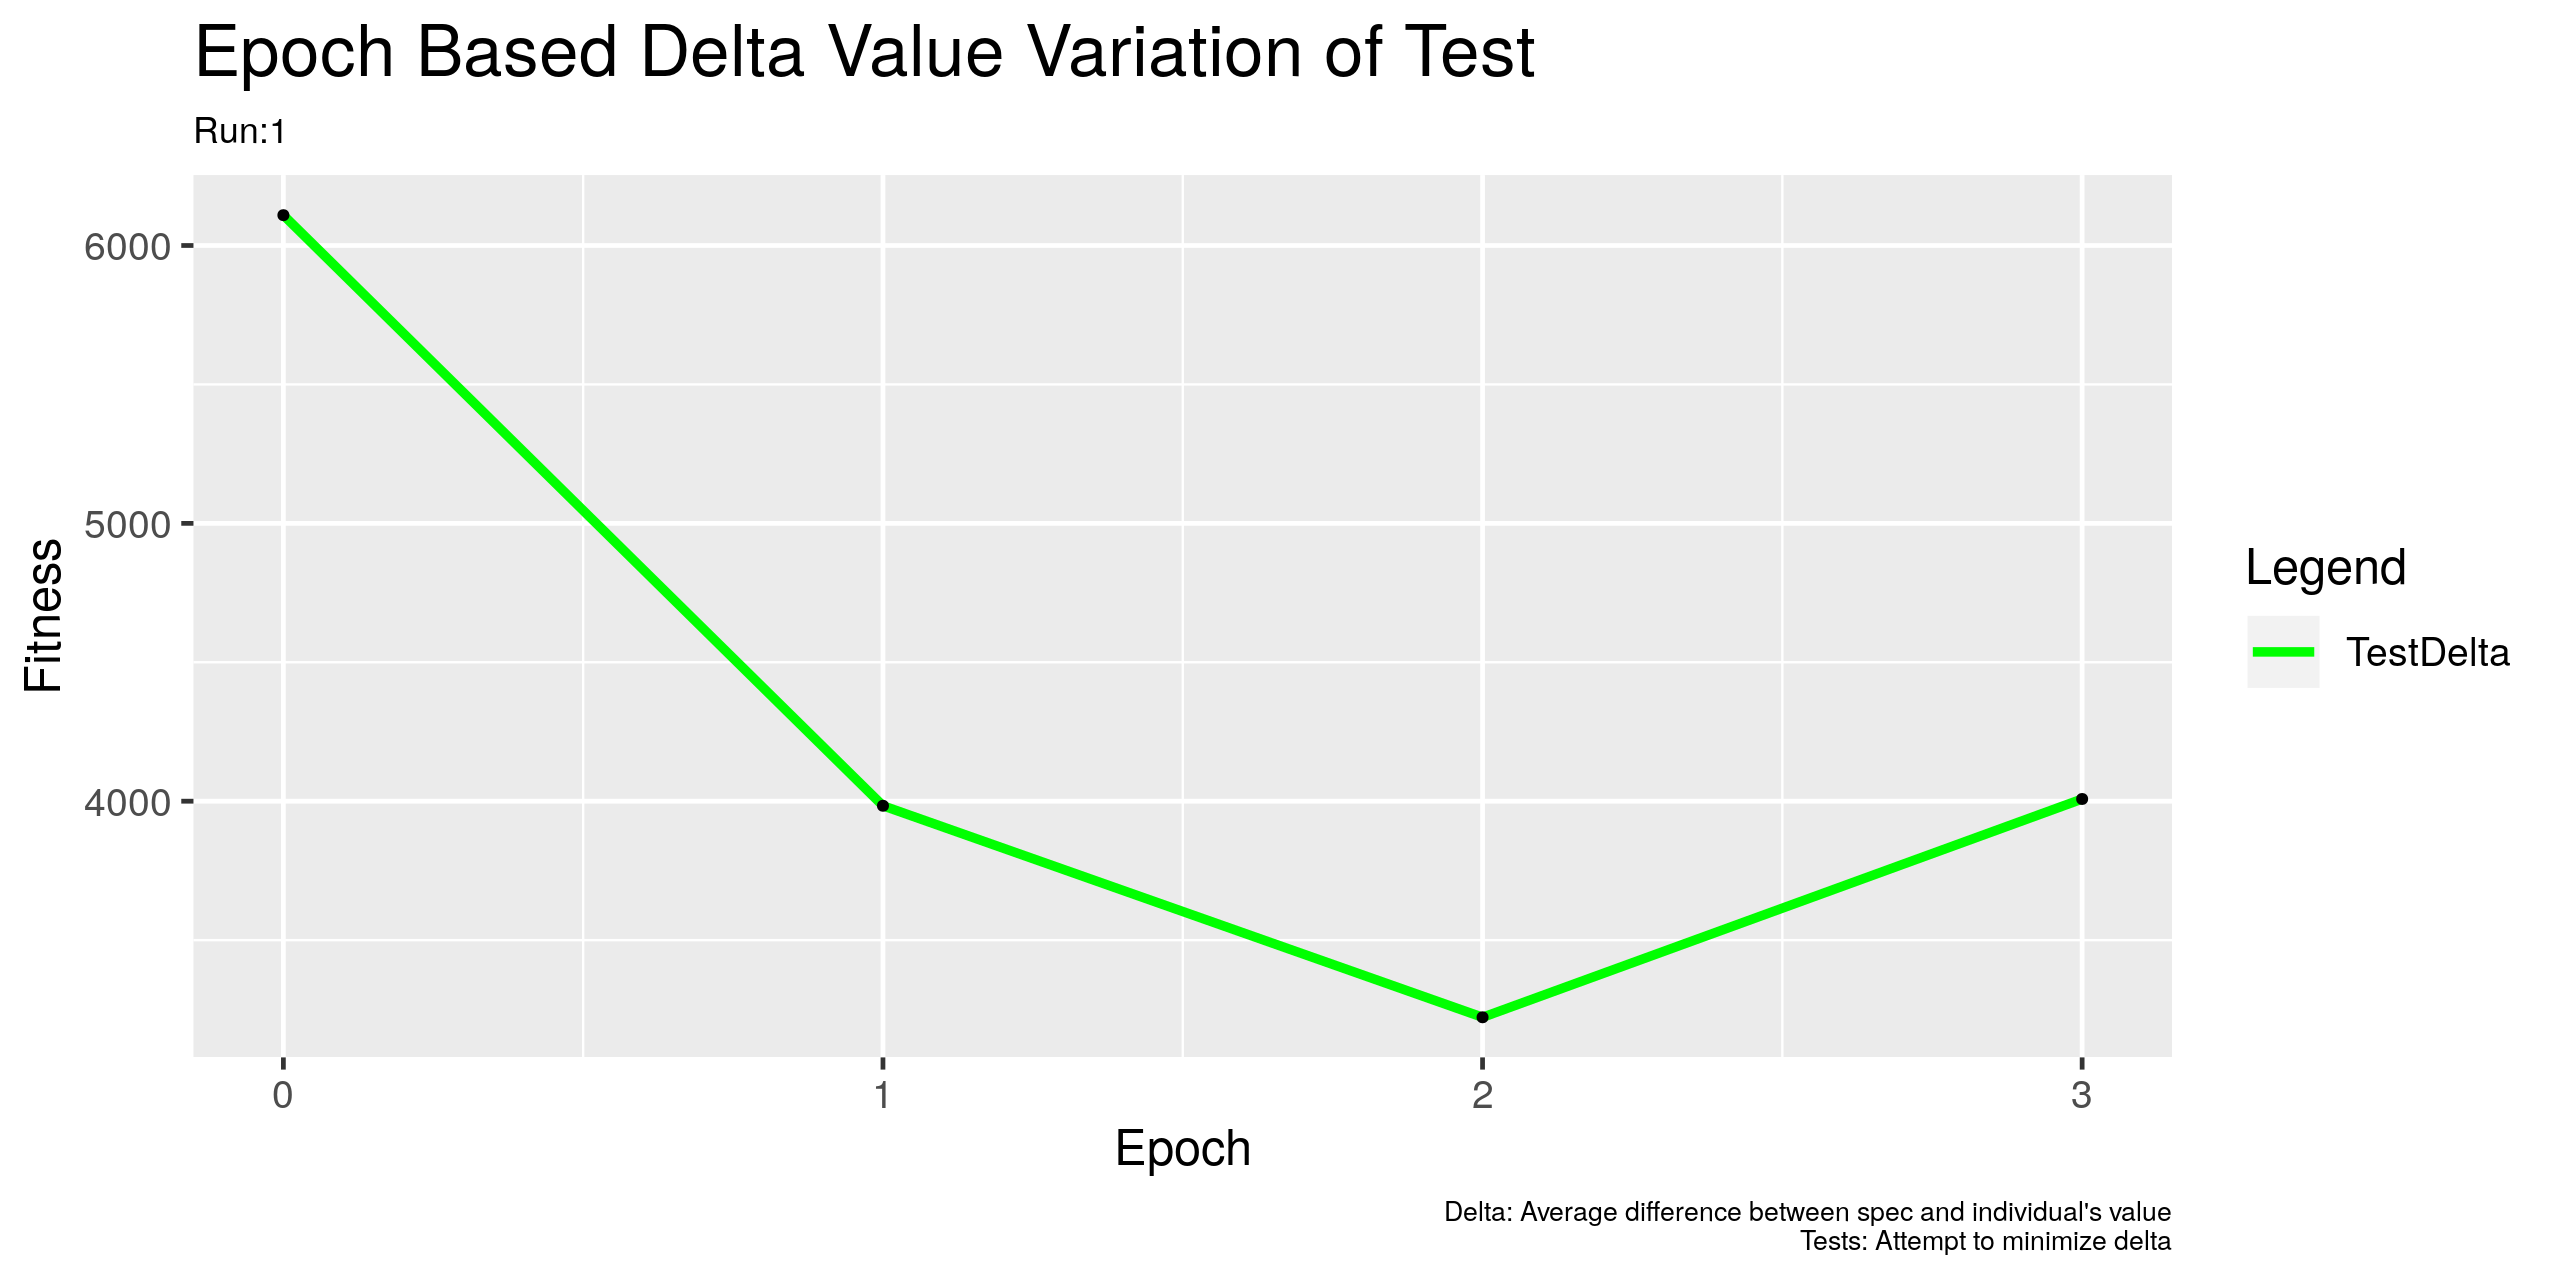 Epoch Based Delta Value Variation of Test
Run:1
6000
5000
4000
Fitness
0 1 2 3
Epoch
Legend
TestDelta
Delta: Average difference between spec and individual's value
Tests: Attempt to minimize delta